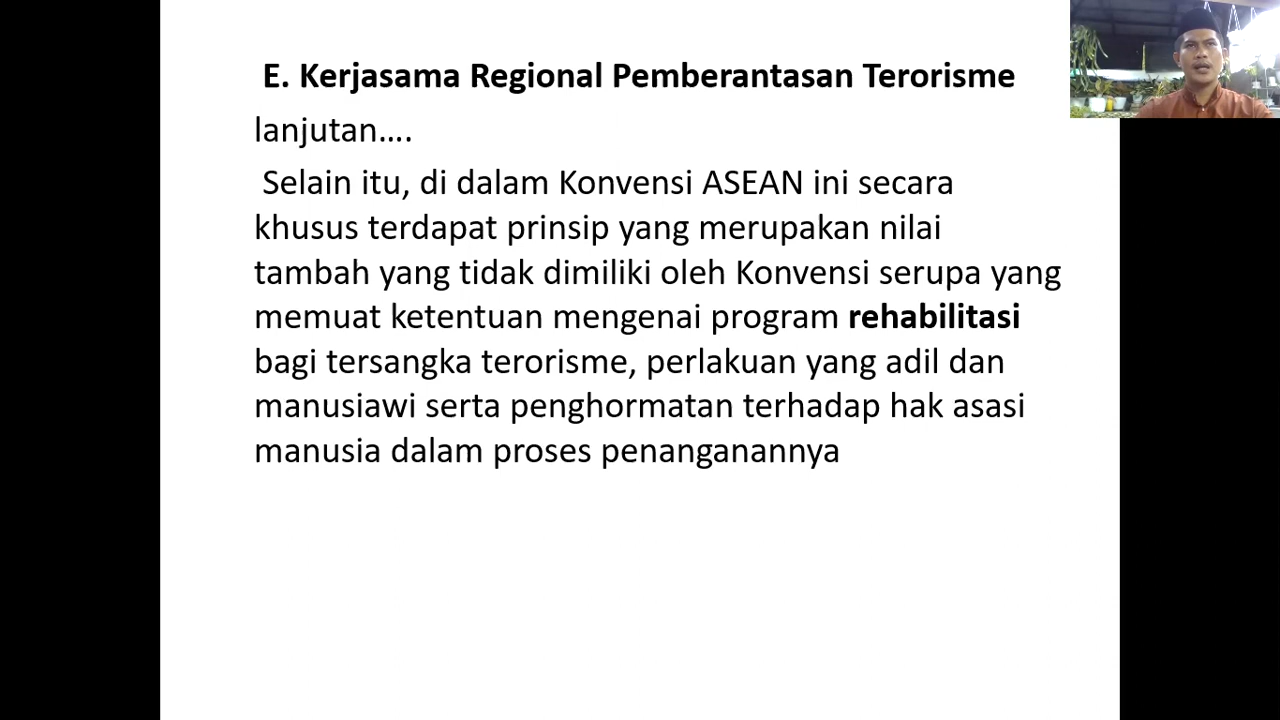 E. Kerjasama Regional Pemberantasan Terorisme
lanjutan....
Selain itu, di dalam Konvensi ASEAN ini secara
khusus terdapat prinsip yang merupakan nilai
tambah yang tidak dimiliki oleh Konvensi serupa yang
memuat ketentuan mengenai program rehabilitasi
bagi tersangka terorisme, perlakuan yang adil dan
manusiawi serta penghormatan terhadap hak asasi
manusia dalam proses penanganannya